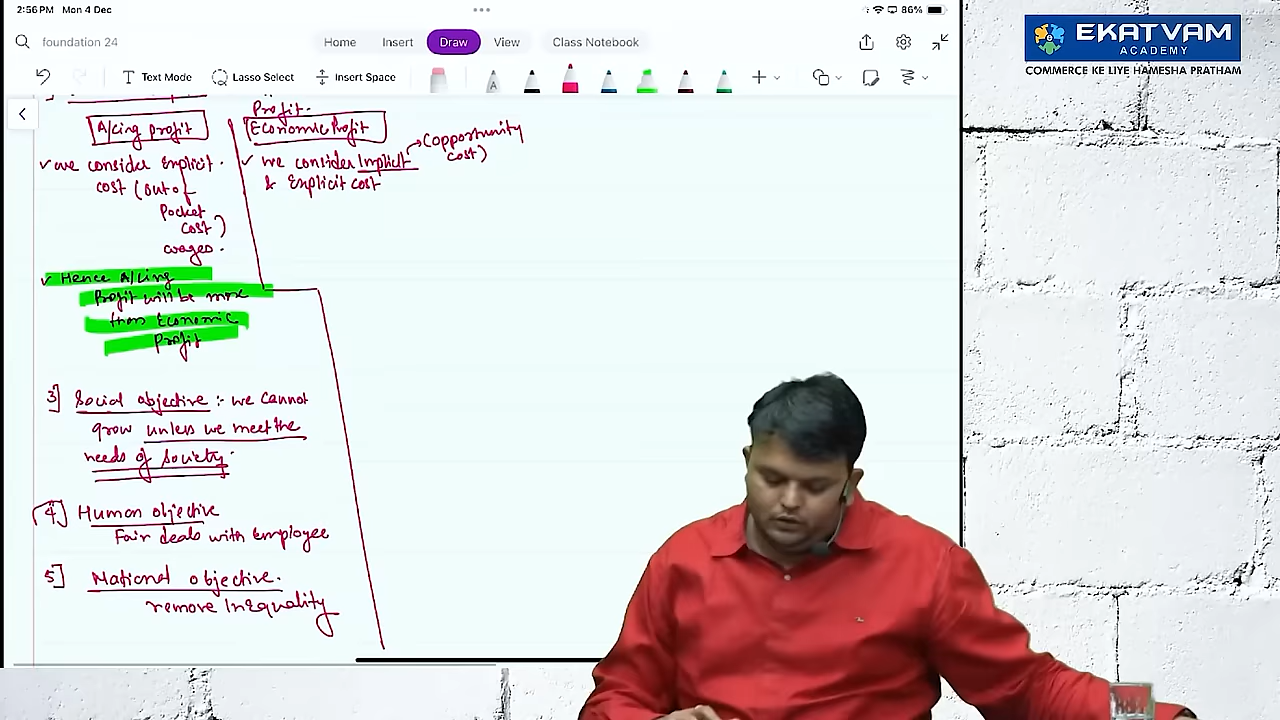 2:56 PM Mon 4 Dec
86%
foundation 24
Home Insert Draw View Class Notebook
Text Mode Lasso Select Insert Space
EKATVAM
ACADEMY
COMMERCE KE LIYE HAMESHA PRATHAM
A/cing profit
✓ we consider Explicit
cost (out of
Pocket
cost)
wages.
✓ Hence A/cing
Profit will be more
from Economic
Profit
Profit.
Economic Profit
✓ we consider Implicit → (opportunity
cost)
& Explicit cost
3] Social objective :- we cannot
grow unless we meet the
needs of society.
4] Human objective
Fair deals with employee
5] National objective.
remove Inequality